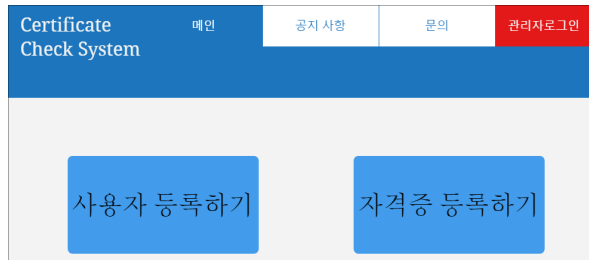 Certificate
Check System
메인
공지 사항
문의
관리자로그인
사용자 등록하기
자격증 등록하기